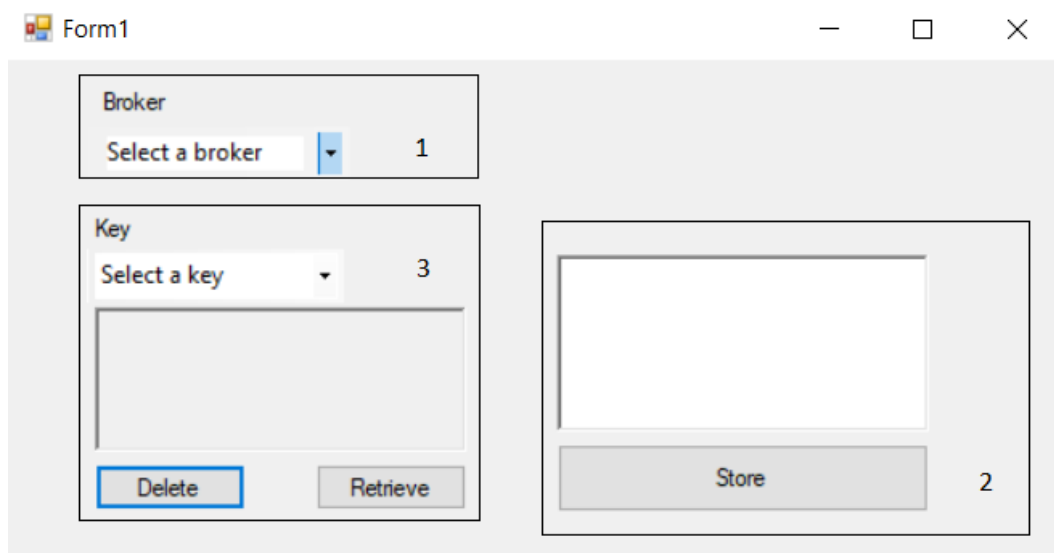 Form1
Broker
Select a broker
1
Key
Select a key
3
Delete
Retrieve
Store
2